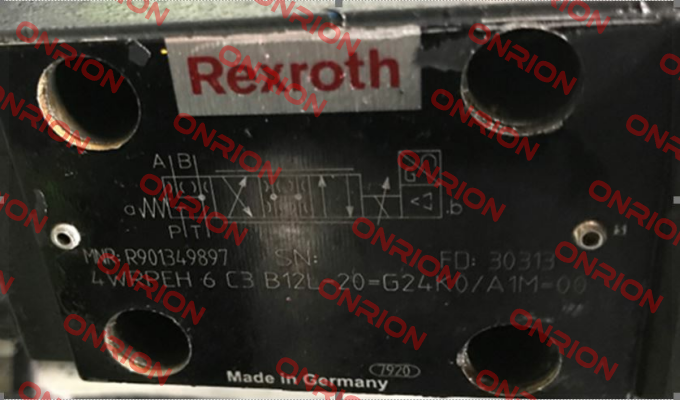 Rexroth
A B
a b
P T
MNR: R901349897 SN: FD: 30313
4WRPEH 6 C3 B12L-20=G24K0/A1M=00
7920
Made in Germany
ONRION